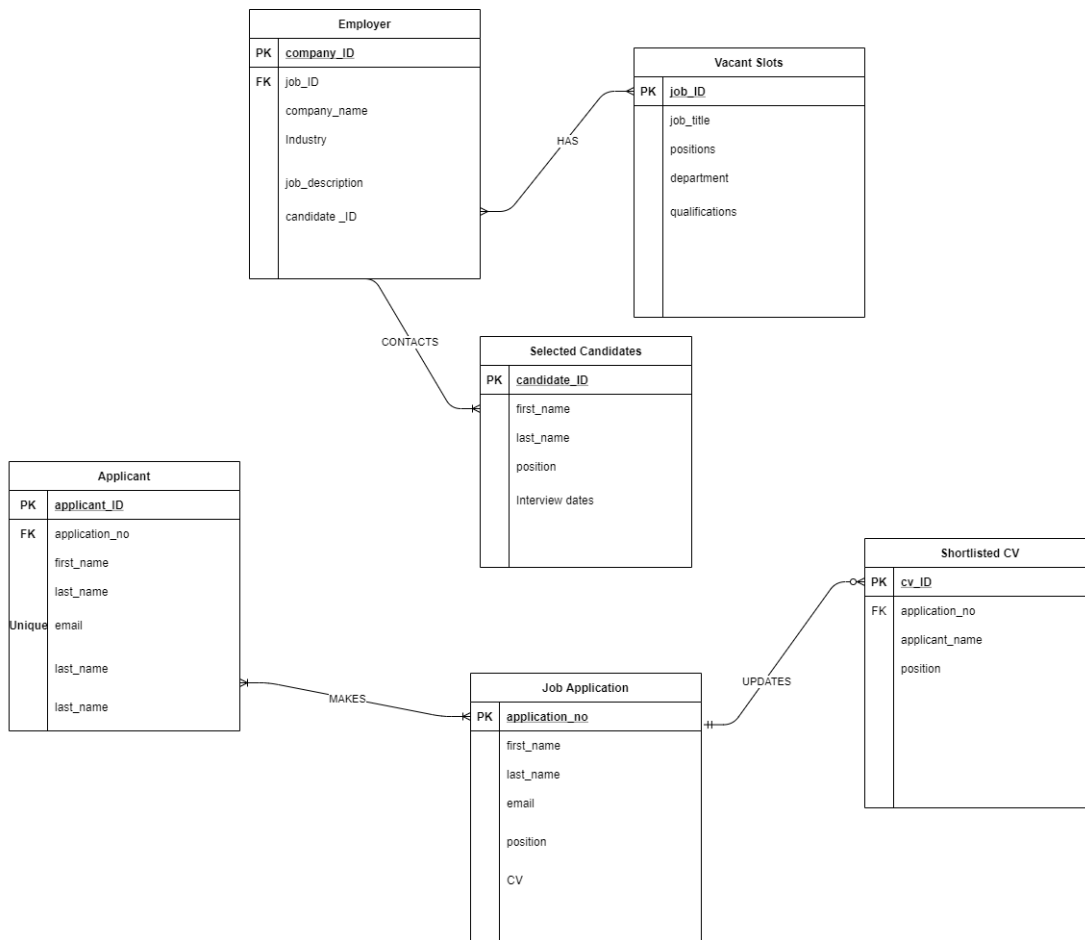 Employer
PK company_ID
FK job_ID
company_name
Industry
job_description
candidate _ID
HAS
Vacant Slots
PK job_ID
job_title
positions
department
qualifications
CONTACTS
Selected Candidates
PK candidate_ID
first_name
last_name
position
Interview dates
Applicant
PK applicant_ID
FK application_no
first_name
last_name
Unique email
last_name
last_name
MAKES
Job Application
PK application_no
first_name
last_name
email
position
CV
UPDATES
Shortlisted CV
PK cv_ID
FK application_no
applicant_name
position